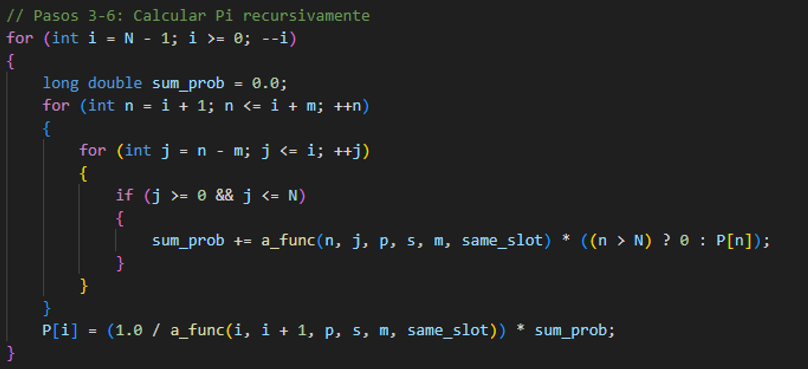 // Pasos 3-6: Calcular Pi recursivamente
for (int i = N - 1; i >= 0; --i)
{
    long double sum_prob = 0.0;
    for (int n = i + 1; n <= i + m; ++n)
    {
        for (int j = n - m; j <= i; ++j)
        {
            if (j >= 0 && j <= N)
            {
                sum_prob += a_func(n, j, p, s, m, same_slot) * ((n > N) ? 0 : P[n]);
            }
        }
    }
    P[i] = (1.0 / a_func(i, i + 1, p, s, m, same_slot)) * sum_prob;
}